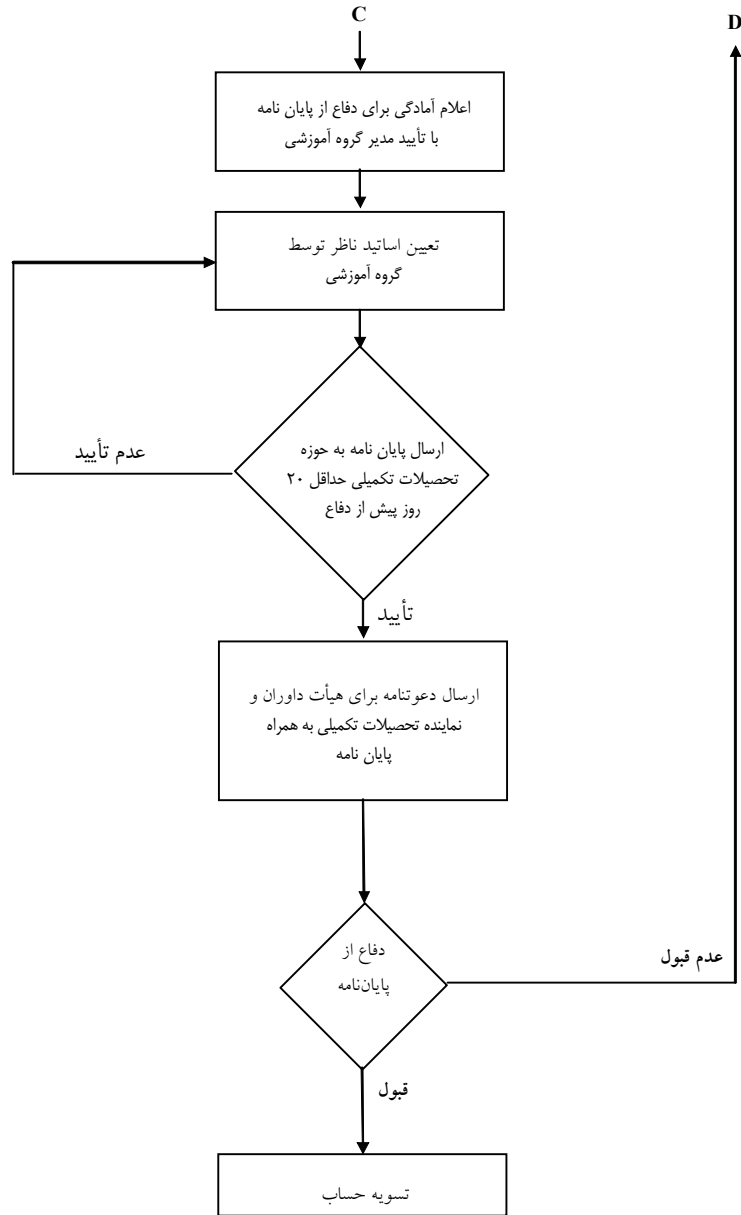 C
D
اعلام آمادگی برای دفاع از پایان نامه
با تأیید مدیر گروه آموزشی
تعیین اساتید ناظر توسط
گروه آموزشی
عدم تأیید
ارسال پایان نامه به حوزه
تحصیلات تکمیلی حداقل ۲۰
روز پیش از دفاع
تأیید
ارسال دعوتنامه برای هیأت داوران و
نماینده تحصیلات تکمیلی به همراه
پایان نامه
دفاع از
پایان‌نامه
عدم قبول
قبول
تسویه حساب